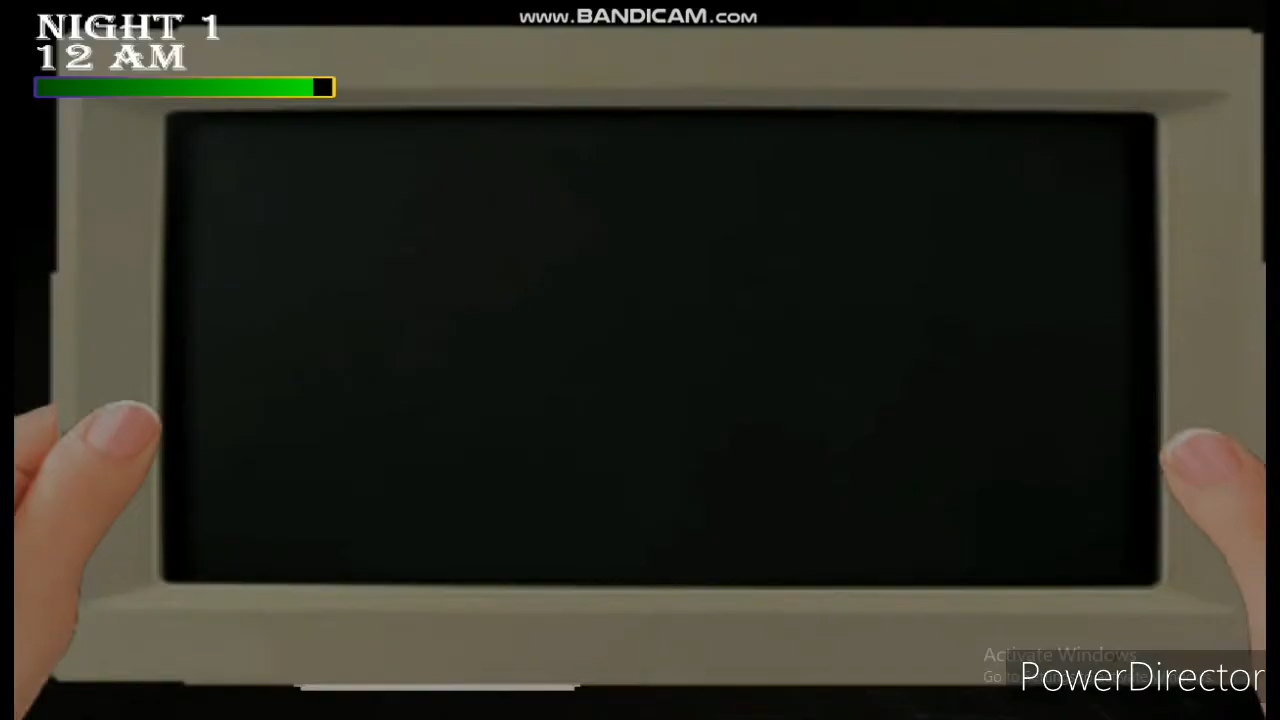 www.BANDICAM.com
NIGHT 1
12 AM
Activate Windows
PowerDirector